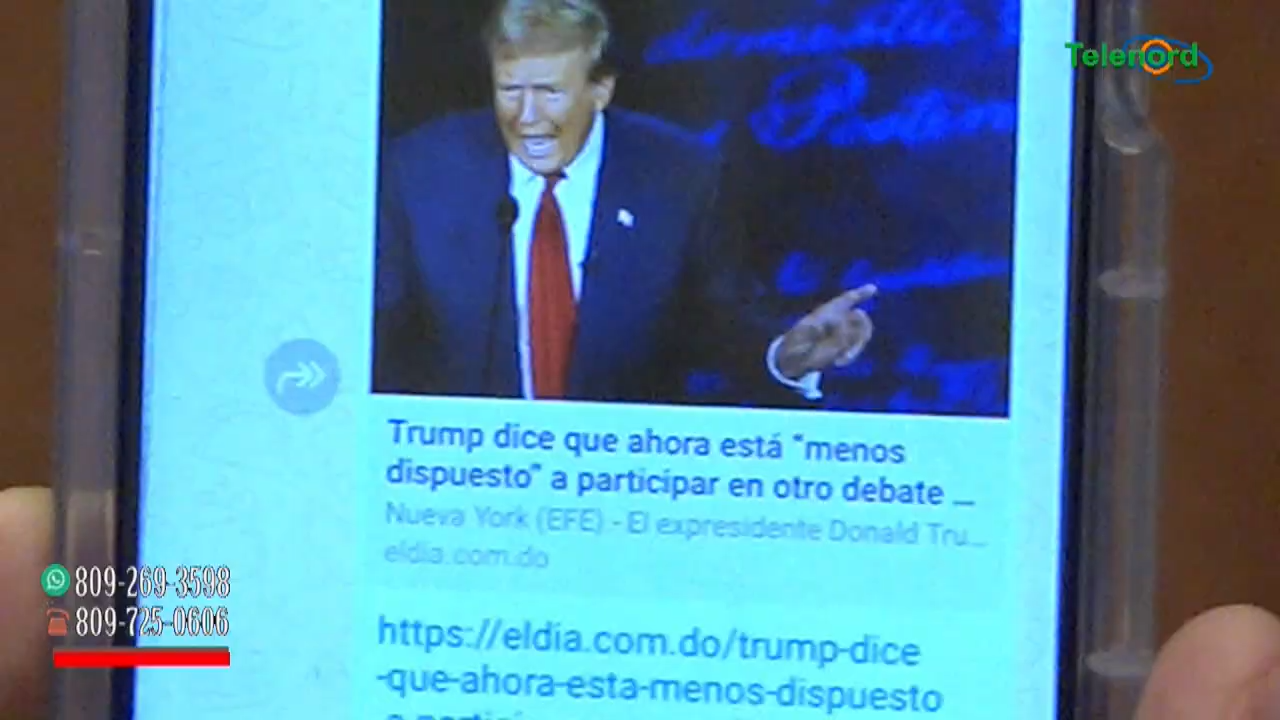 Telenord
Trump dice que ahora está “menos
dispuesto” a participar en otro debate ...
Nueva York (EFE) - El expresidente Donald Tru...
eldia.com.do
https://eldia.com.do/trump-dice
-que-ahora-esta-menos-dispuesto
809-269-3598
809-725-0606